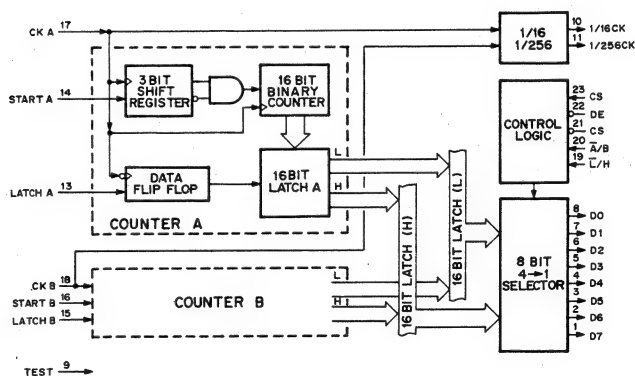 CK A 17
START A 14
LATCH A 13
3 BIT
SHIFT
REGISTER
16 BIT
BINARY
COUNTER
DATA
FLIP FLOP
16BIT
LATCH A
L
H
COUNTER A
CK B 18
START B 16
LATCH B 15
COUNTER B
L
H
TEST 9
16 BIT LATCH (H)
16 BIT LATCH (L)
1/16
1/256
10 1/16CK
11 1/256CK
CONTROL
LOGIC
23 CS
22 DE
21 CS
20 A/B
19 L/H
8 BIT
4→1
SELECTOR
8 D0
7 D1
6 D2
5 D3
4 D4
3 D5
2 D6
1 D7